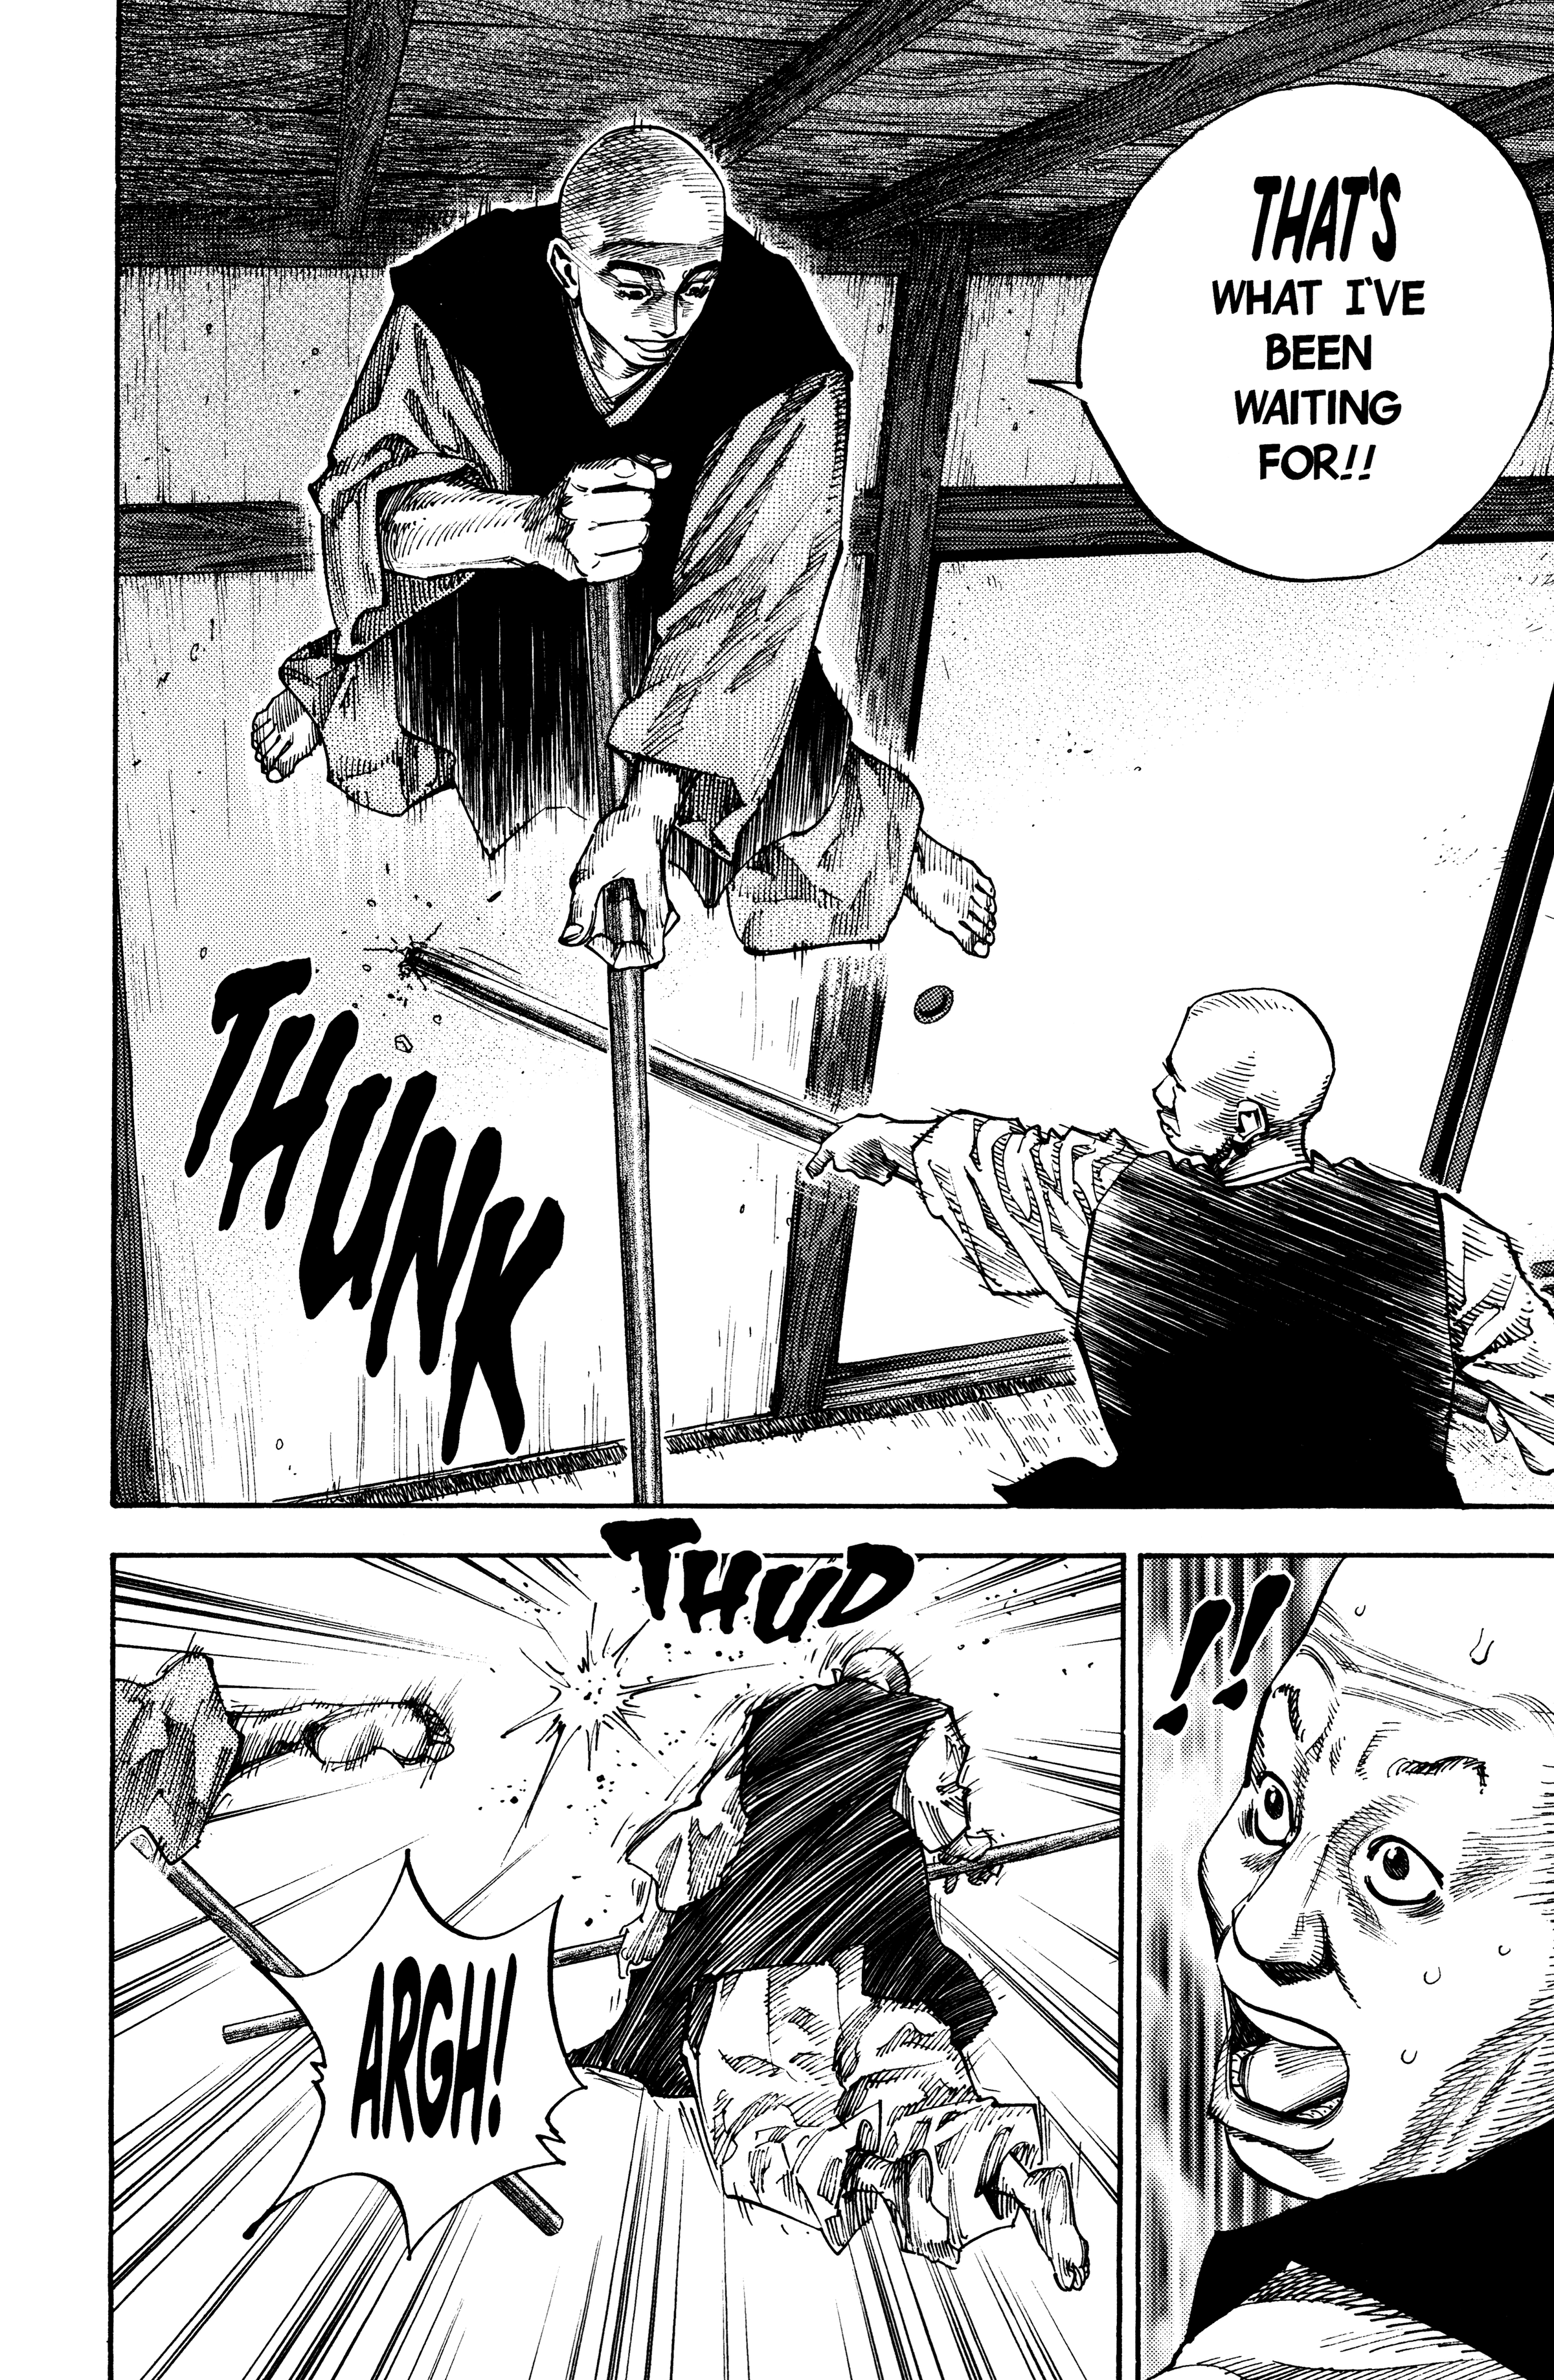 THAT'S
WHAT I'VE
BEEN
WAITING
FOR!!
THUNK
!!
THUD
ARGH!